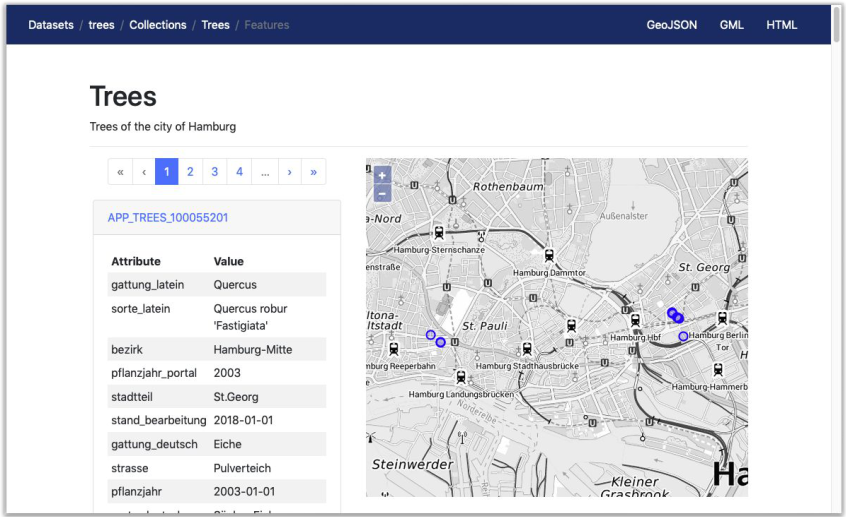 Datasets / trees / Collections / Trees / Features
GeoJSON GML HTML
Trees
Trees of the city of Hamburg
« ‹ 1 2 3 4 ... › »
APP_TREES_100055201
Attribute Value
gattung_latein Quercus
sorte_latein Quercus robur
'Fastigiata'
bezirk Hamburg-Mitte
pflanzjahr_portal 2003
stadtteil St.Georg
stand_bearbeitung 2018-01-01
gattung_deutsch Eiche
strasse Pulverteich
pflanzjahr 2003-01-01
+
−
Rothenbaum
Außenalster
a-Nord
Hamburg-Sternschanze
enstraße
Hamburg Dammtor
St. Georg
ltona-
ltstadt
St. Pauli
Hamburg Hbf
Hamburg Berlin
Tor
mburg Reeperbahn
Hamburg Stadthausbrücke
Hamburg-Hammerb
Hamburg Landungsbrücken
Norderelbe
Steinwerder
Ha
Kleiner
Grasbrook